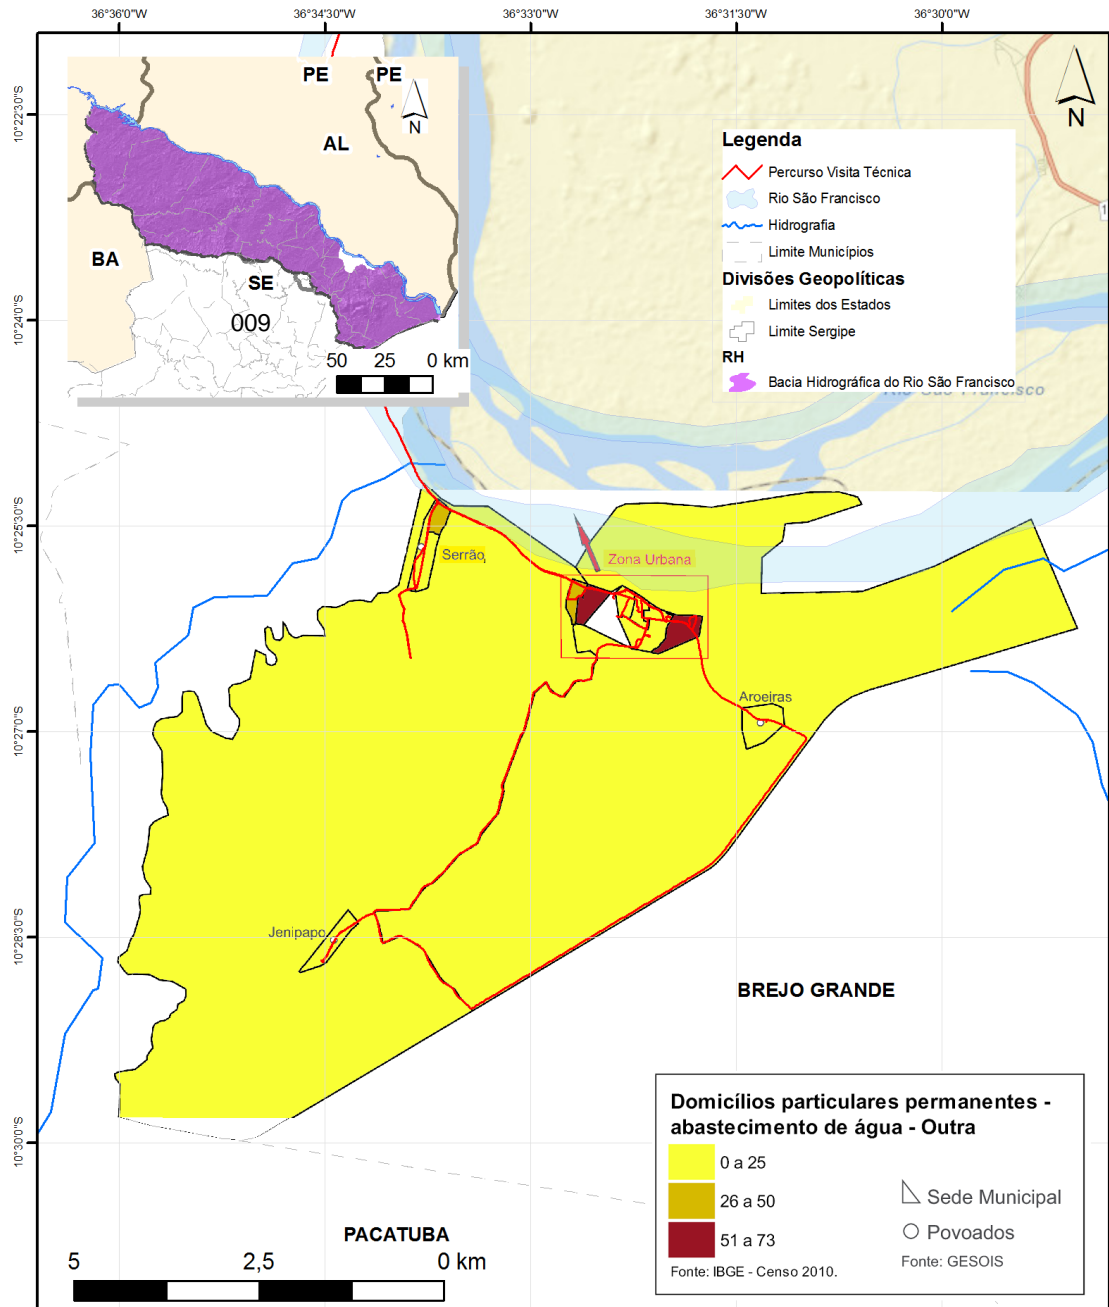 36°36'0"W
36°34'30"W
36°33'0"W
36°31'30"W
36°30'0"W
10°22'30"S
10°24'0"S
10°25'30"S
10°27'0"S
10°28'30"S
10°30'0"S
PE
PE
AL
N
BA
SE
009
50 25 0 km
N
Legenda
Percurso Visita Técnica
Rio São Francisco
Hidrografia
Limite Municípios
Divisões Geopolíticas
Limites dos Estados
Limite Sergipe
RH
Bacia Hidrográfica do Rio São Francisco
Rio São Francisco
1
Serrão
Zona Urbana
Aroeiras
Jenipapo
BREJO GRANDE
PACATUBA
5 2,5 0 km
Domicílios particulares permanentes -
abastecimento de água - Outra
0 a 25
26 a 50
51 a 73
Sede Municipal
Povoados
Fonte: IBGE - Censo 2010.
Fonte: GESOIS